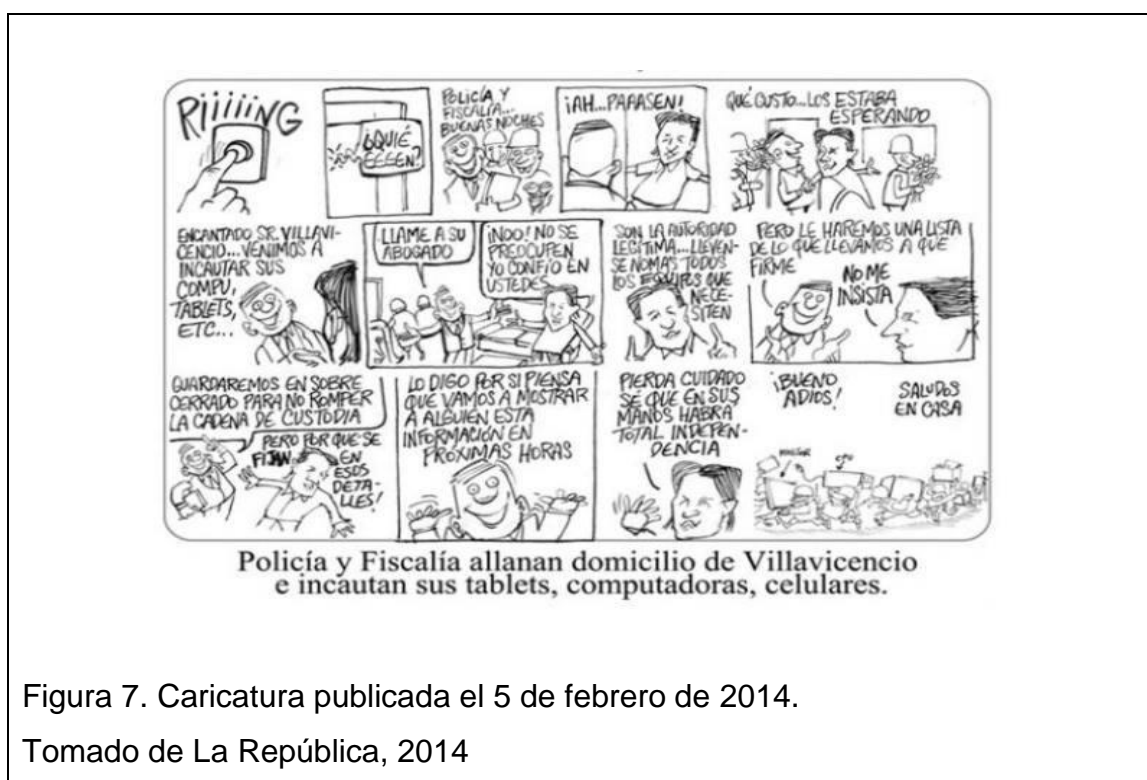 RIIIIING
¿QUIÉ
EEEEN?
POLICÍA Y
FISCALÍA...
BUENAS NOCHES
¡AH...PAAASEN!
QUÉ GUSTO...LOS ESTABA
ESPERANDO
ENCANTADO SR. VILLAVI-
CENCIO...VENIMOS A
INCAUTAR SUS
COMPU,
TABLETS,
ETC...
LLAME A SU
ABOGADO
¡NOO! NO SE
PREOCUPEN
YO CONFÍO EN
USTEDES
SON LA AUTORIDAD
LEGÍTIMA...LLEVEN-
SE NOMAS TODOS
LOS EQUIPOS QUE
NECE-
SITEN
PERO LE HAREMOS UNA LISTA
DE LO QUE LLEVAMOS A QUE
FIRME
NO ME
INSISTA
GUARDAREMOS EN SOBRE
CERRADO PARA NO ROMPER
LA CADENA DE CUSTODIA
PERO POR QUE SE
FIJAN EN
ESOS
DETA-
LLES!
LO DIGO POR SI PIENSA
QUE VAMOS A MOSTRAR
A ALGUIEN ESTA
INFORMACIÓN EN
PRÓXIMAS HORAS
PIERDA CUIDADO
SÉ QUE EN SUS
MANOS HABRÁ
TOTAL INDEPEN-
DENCIA
¡BUENO
ADIOS!
SALUDOS
EN CASA
CPU
Policía y Fiscalía allanan domicilio de Villavicencio
e incautan sus tablets, computadoras, celulares.
Figura 7. Caricatura publicada el 5 de febrero de 2014.
Tomado de La República, 2014